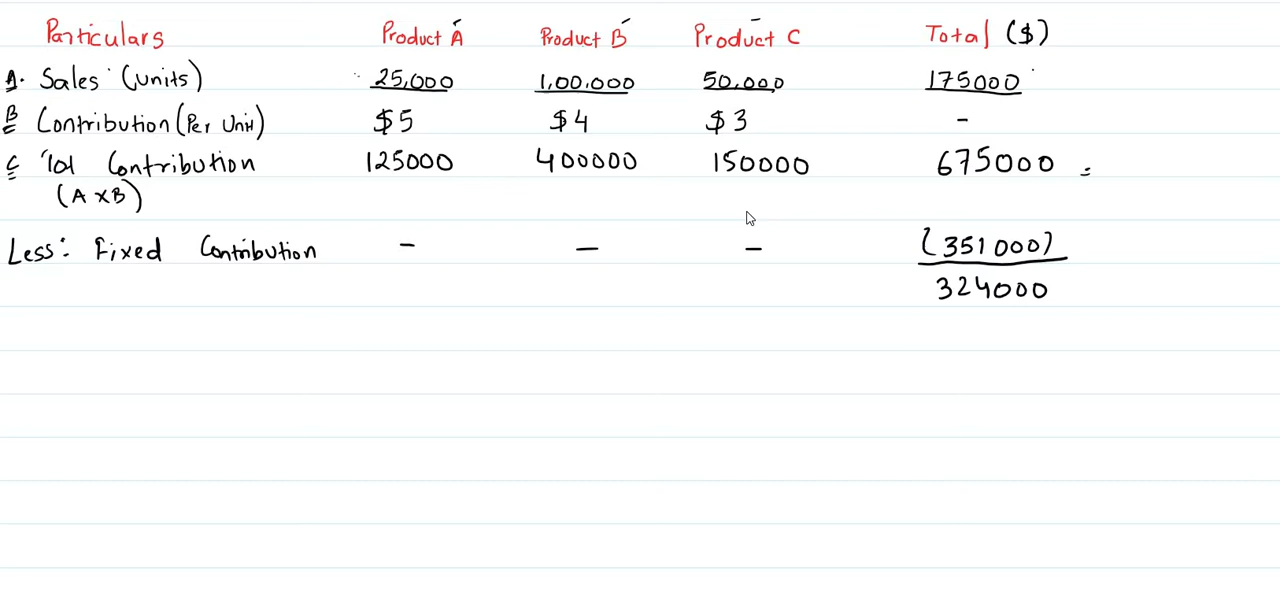 Particulars Product A Product B Product C Total ($)
A. Sales (Units) 25,000 1,00,000 50,000 175000
B Contribution (Per Unit) $5 $4 $3 -
C Tot Contribution 125000 400000 150000 675000 =
(A×B)
Less: Fixed Contribution - - - (351000)
324000